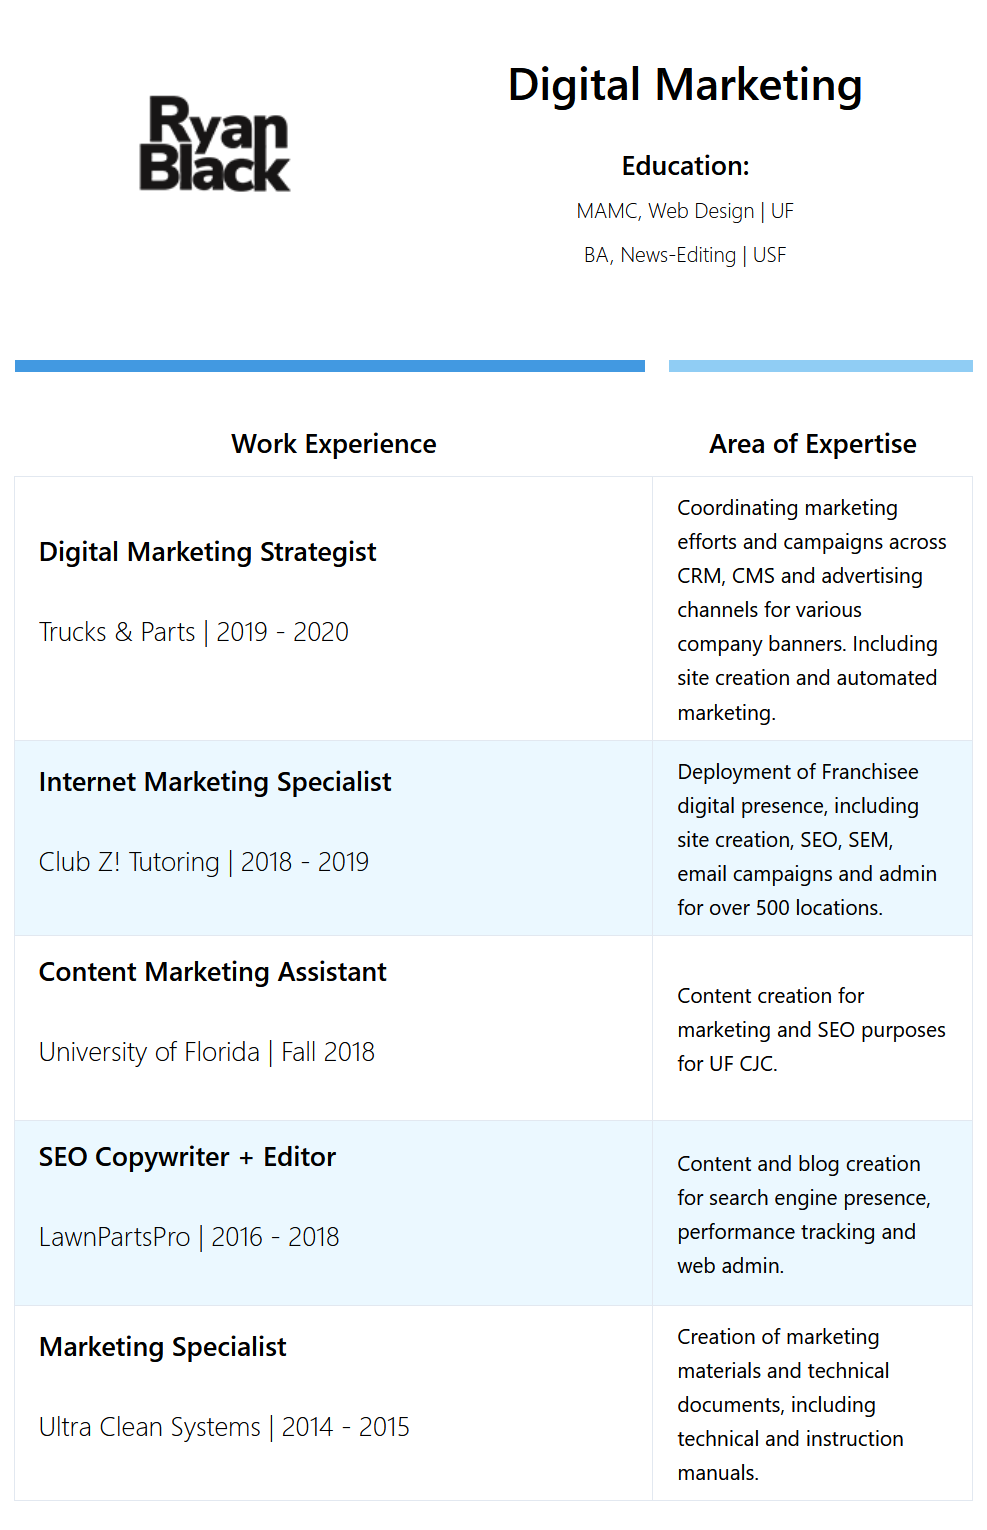 Ryan
Black
Digital Marketing
Education:
MAMC, Web Design | UF
BA, News-Editing | USF
Work Experience
Area of Expertise
Digital Marketing Strategist
Trucks & Parts | 2019 - 2020
Coordinating marketing
efforts and campaigns across
CRM, CMS and advertising
channels for various
company banners. Including
site creation and automated
marketing.
Internet Marketing Specialist
Club Z! Tutoring | 2018 - 2019
Deployment of Franchisee
digital presence, including
site creation, SEO, SEM,
email campaigns and admin
for over 500 locations.
Content Marketing Assistant
University of Florida | Fall 2018
Content creation for
marketing and SEO purposes
for UF CJC.
SEO Copywriter + Editor
LawnPartsPro | 2016 - 2018
Content and blog creation
for search engine presence,
performance tracking and
web admin.
Marketing Specialist
Ultra Clean Systems | 2014 - 2015
Creation of marketing
materials and technical
documents, including
technical and instruction
manuals.